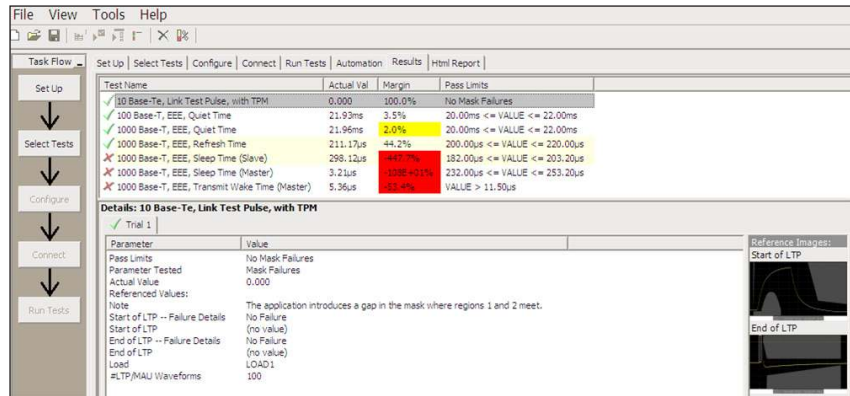 File View Tools Help
Task Flow
Set Up | Select Tests | Configure | Connect | Run Tests | Automation Results | Html Report
Set Up
Select Tests
Configure
Connect
Run Tests
Test Name Actual Val Margin Pass Limits
10 Base-Te, Link Test Pulse, with TPM 0.000 100.0% No Mask Failures
100 Base-T, EEE, Quiet Time 21.93ms 3.5% 20.00ms <= VALUE <= 22.00ms
1000 Base-T, EEE, Quiet Time 21.96ms 2.0% 20.00ms <= VALUE <= 22.00ms
1000 Base-T, EEE, Refresh Time 211.17µs 44.2% 200.00µs <= VALUE <= 220.00µs
1000 Base-T, EEE, Sleep Time (Slave) 298.12µs -447.7% 182.00µs <= VALUE <= 203.20µs
1000 Base-T, EEE, Sleep Time (Master) 3.21µs -108E+01% 232.00µs <= VALUE <= 253.20µs
1000 Base-T, EEE, Transmit Wake Time (Master) 5.36µs -53.4% VALUE > 11.50µs
Details: 10 Base-Te, Link Test Pulse, with TPM
Trial 1
Parameter Value
Pass Limits No Mask Failures
Parameter Tested Mask Failures
Actual Value 0.000
Referenced Values:
Note The application introduces a gap in the mask where regions 1 and 2 meet.
Start of LTP -- Failure Details No Failure
Start of LTP (no value)
End of LTP -- Failure Details No Failure
End of LTP (no value)
Load LOAD1
#LTP/MAU Waveforms 100
Reference Images:
Start of LTP
End of LTP